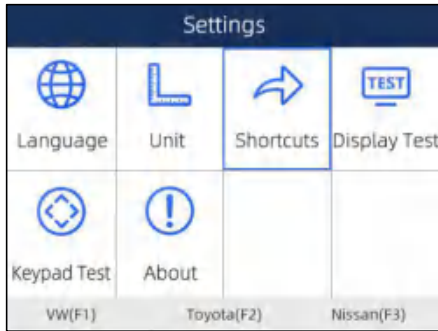 Settings
Language Unit Shortcuts TEST Display Test
Keypad Test About
VW(F1) Toyota(F2) Nissan(F3)